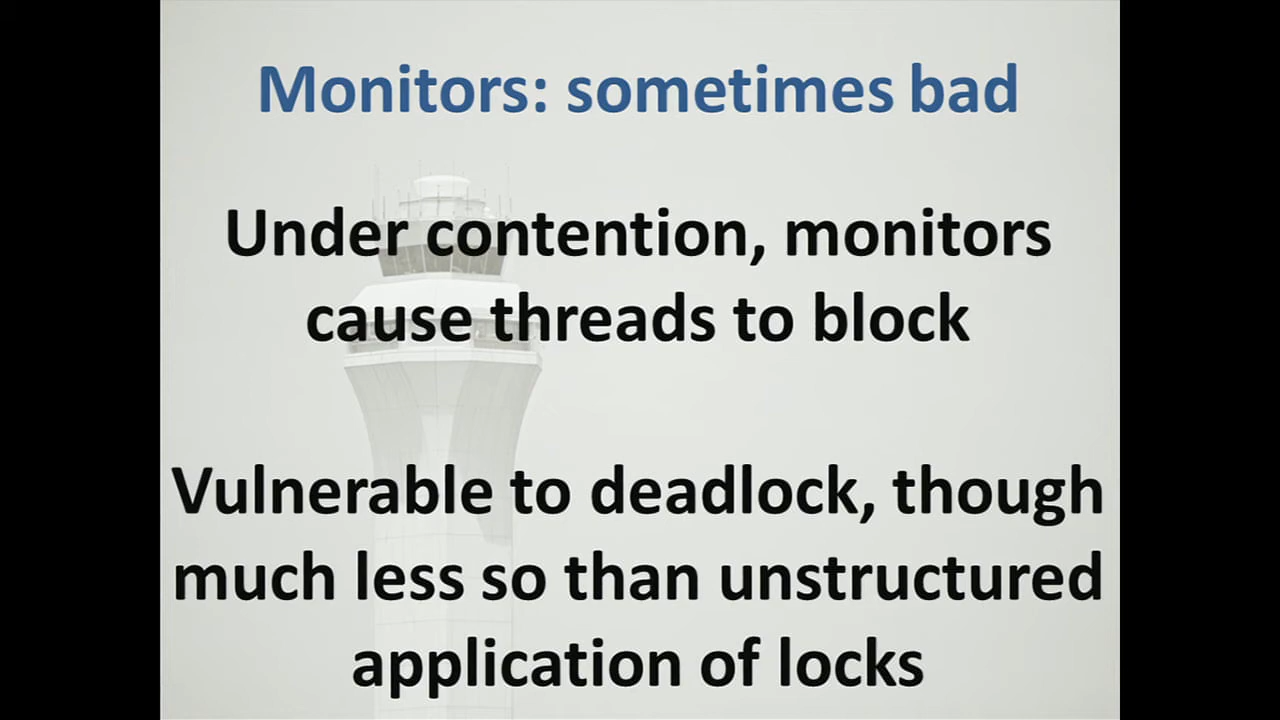 Monitors: sometimes bad
Under contention, monitors
cause threads to block
Vulnerable to deadlock, though
much less so than unstructured
application of locks